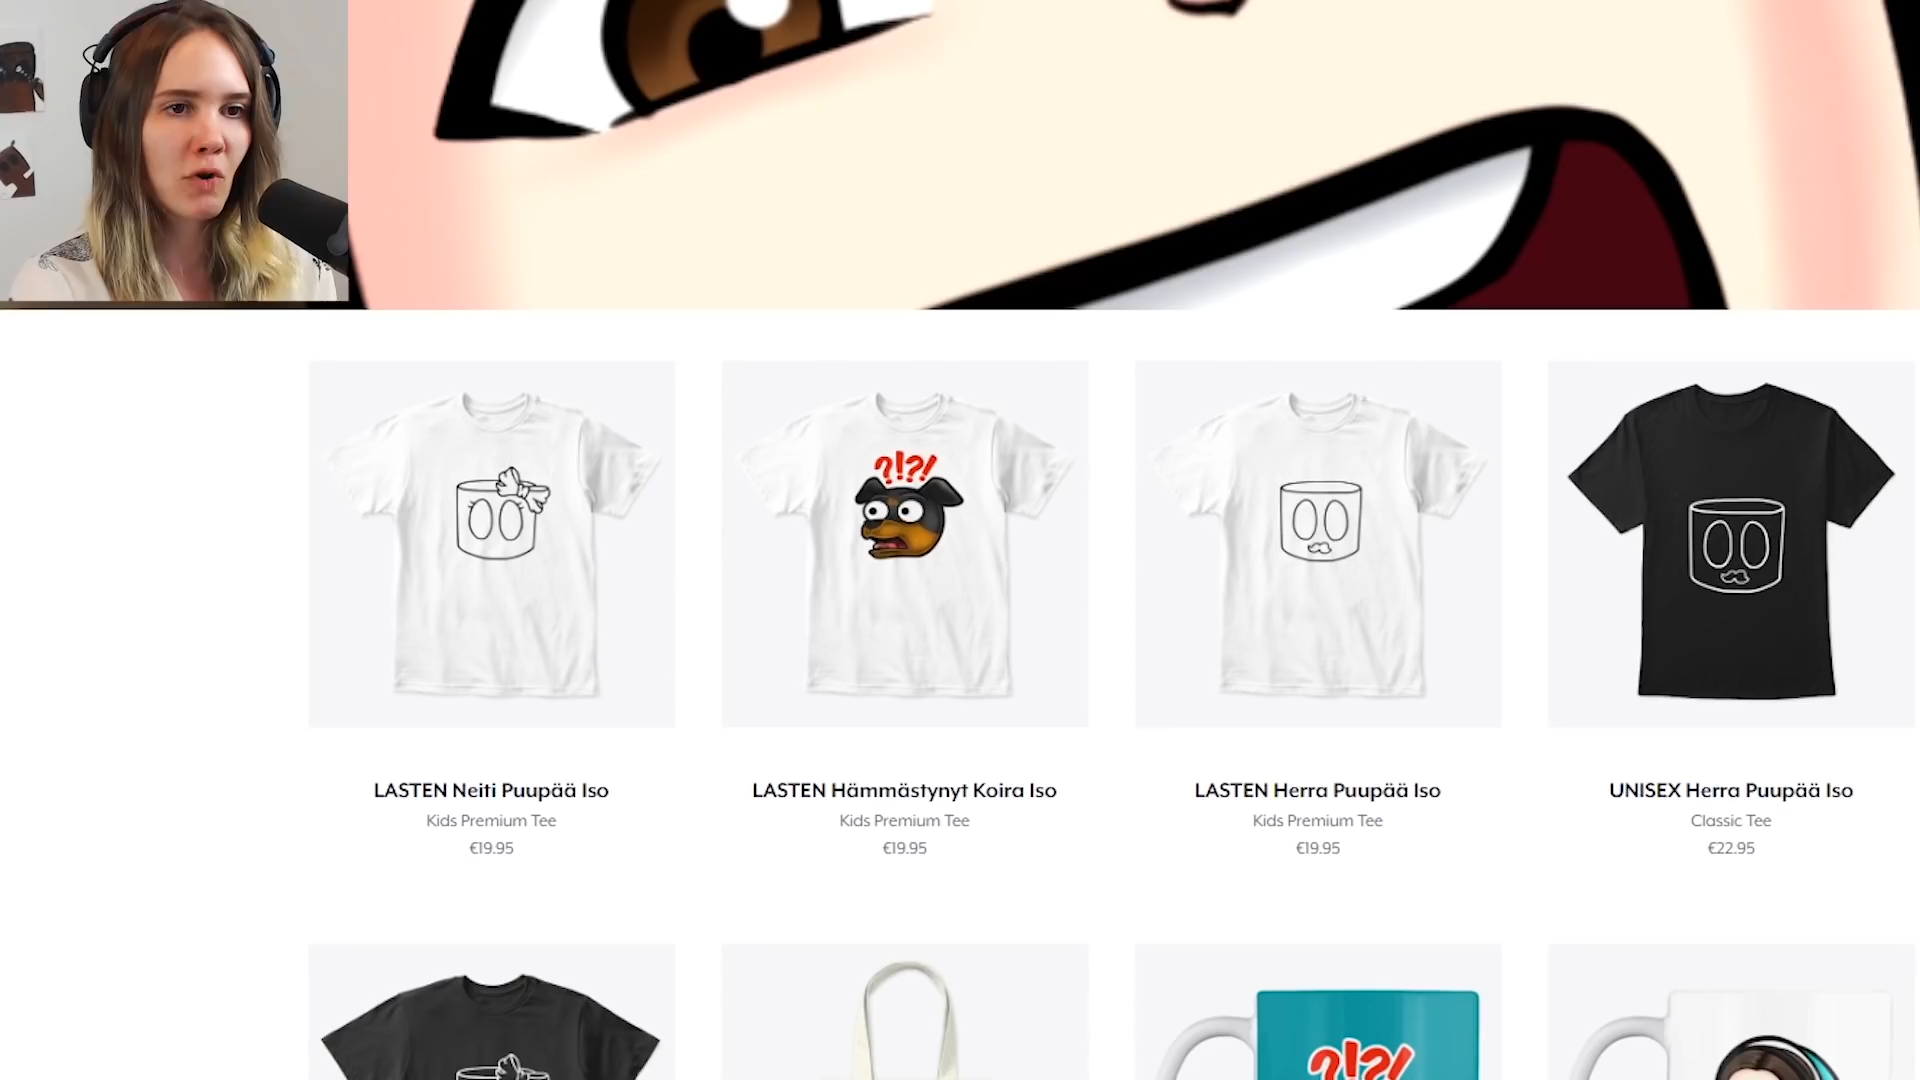 ?!?!
LASTEN Neiti Puupää Iso
Kids Premium Tee
€19.95
LASTEN Hämmästynyt Koira Iso
Kids Premium Tee
€19.95
LASTEN Herra Puupää Iso
Kids Premium Tee
€19.95
UNISEX Herra Puupää Iso
Classic Tee
€22.95
?!?!